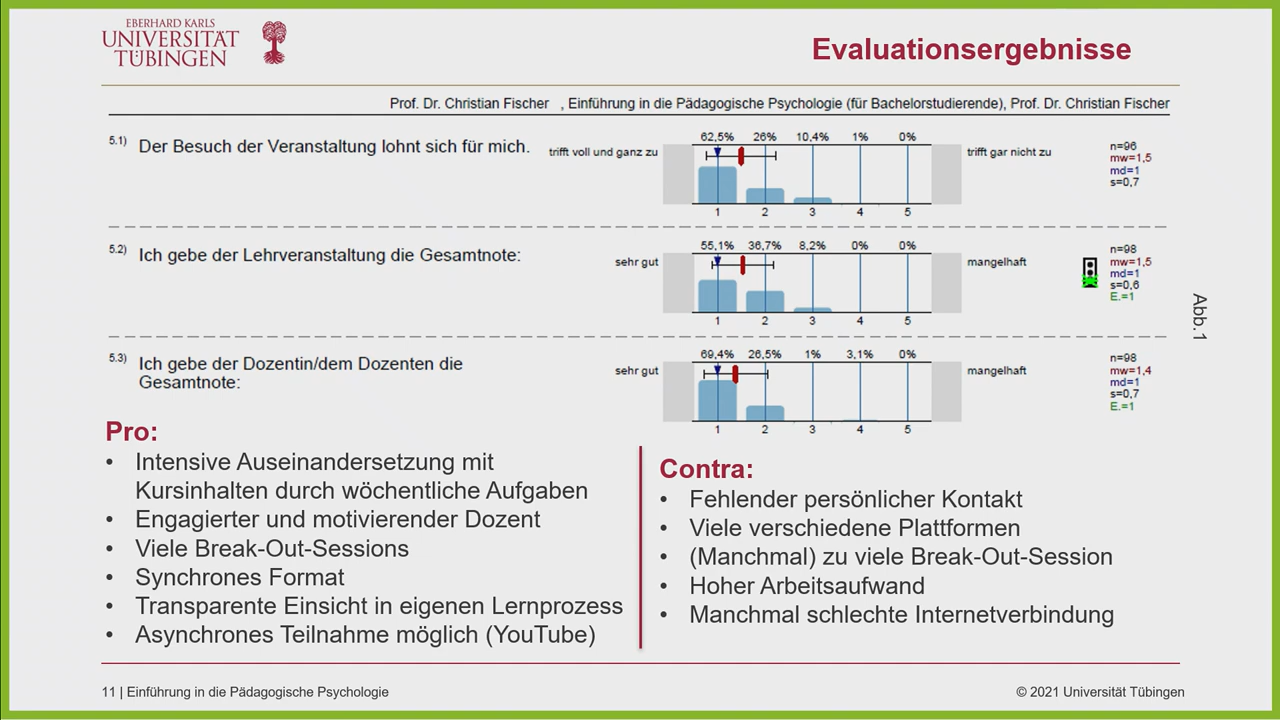 EBERHARD KARLS
UNIVERSITÄT
TÜBINGEN
Evaluationsergebnisse
Prof. Dr. Christian Fischer , Einführung in die Pädagogische Psychologie (für Bachelorstudierende), Prof. Dr. Christian Fischer
5.1) Der Besuch der Veranstaltung lohnt sich für mich.
trifft voll und ganz zu
62,5% 26% 10,4% 1% 0%
1 2 3 4 5
trifft gar nicht zu
n=96
mw=1,5
md=1
s=0,7
5.2) Ich gebe der Lehrveranstaltung die Gesamtnote:
sehr gut
55,1% 36,7% 8,2% 0% 0%
1 2 3 4 5
mangelhaft
n=98
mw=1,5
md=1
s=0,6
E.=1
5.3) Ich gebe der Dozentin/dem Dozenten die
Gesamtnote:
sehr gut
69,4% 26,5% 1% 3,1% 0%
1 2 3 4 5
mangelhaft
n=98
mw=1,4
md=1
s=0,7
E.=1
Abb.1
Pro:
• Intensive Auseinandersetzung mit
Kursinhalten durch wöchentliche Aufgaben
• Engagierter und motivierender Dozent
• Viele Break-Out-Sessions
• Synchrones Format
• Transparente Einsicht in eigenen Lernprozess
• Asynchrones Teilnahme möglich (YouTube)
Contra:
• Fehlender persönlicher Kontakt
• Viele verschiedene Plattformen
• (Manchmal) zu viele Break-Out-Session
• Hoher Arbeitsaufwand
• Manchmal schlechte Internetverbindung
11 | Einführung in die Pädagogische Psychologie
© 2021 Universität Tübingen